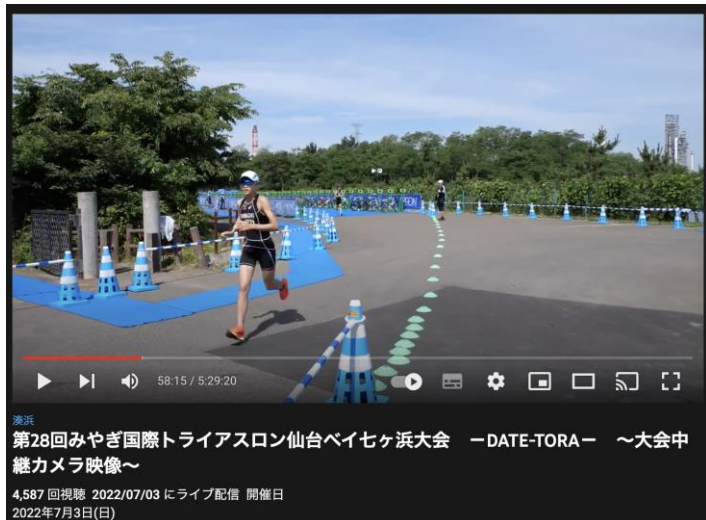 58:15 / 5:29:20
湊浜
第28回みやぎ国際トライアスロン仙台ベイ七ヶ浜大会　ーDATE-TORAー　〜大会中
継カメラ映像〜
4,587 回視聴 2022/07/03 にライブ配信 開催日
2022年7月3日(日)